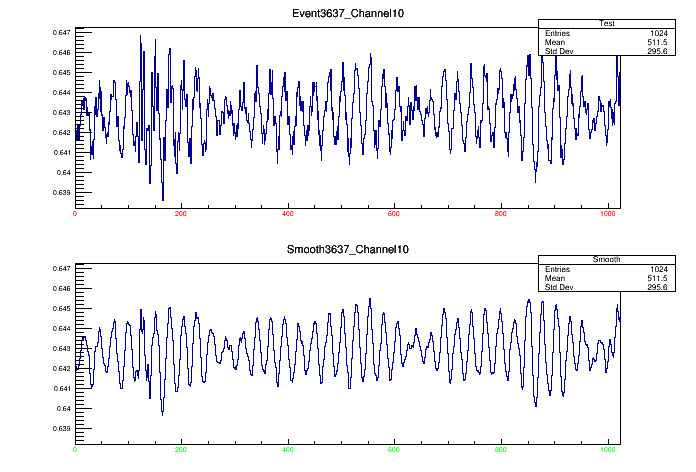 Event3637_Channel10
Test
Entries 1024
Mean 511.5
Std Dev 295.6
0.647
0.646
0.645
0.644
0.643
0.642
0.641
0.64
0.639
0 200 400 600 800 1000
Smooth3637_Channel10
Smooth
Entries 1024
Mean 511.5
Std Dev 295.6
0.647
0.646
0.645
0.644
0.643
0.642
0.641
0.64
0.639
0 200 400 600 800 1000